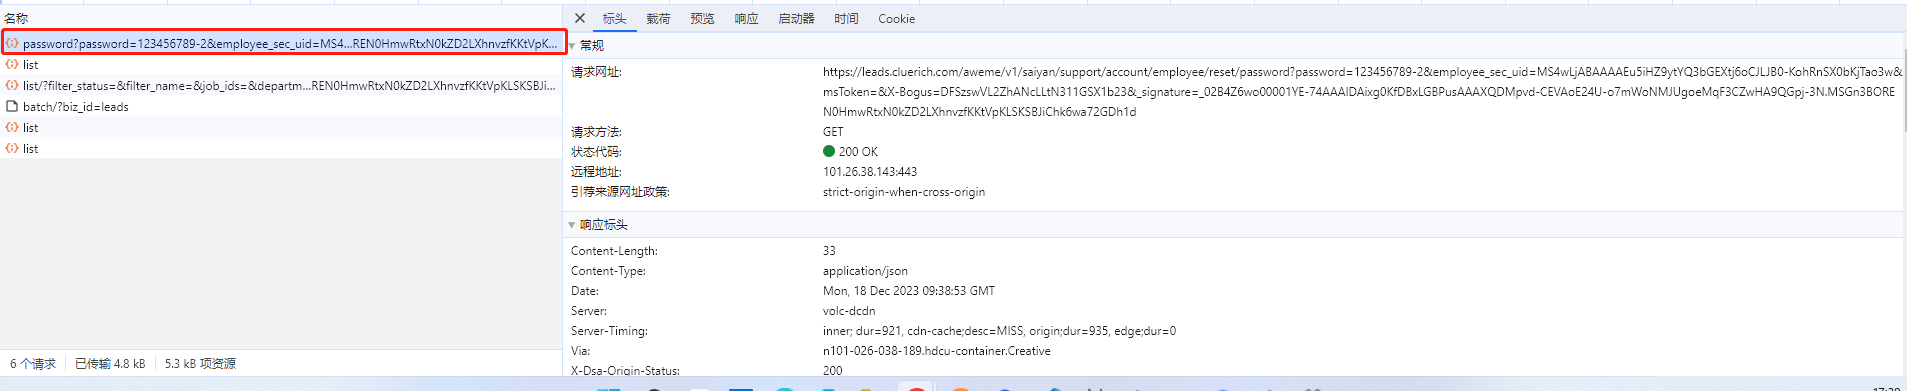 名称
password?password=123456789-2&employee_sec_uid=MS4...REN0HmwRtxN0kZD2LXhnvzfKKtVpK...
list
list/?filter_status=&filter_name=&job_ids=&departm...REN0HmwRtxN0kZD2LXhnvzfKKtVpKLSKSBJi...
batch/?biz_id=leads
list
list
6 个请求 已传输 4.8 kB 5.3 kB 项资源
标头 载荷 预览 响应 启动器 时间 Cookie
常规
请求网址: https://leads.cluerich.com/aweme/v1/saiyan/support/account/employee/reset/password?password=123456789-2&employee_sec_uid=MS4wLjABAAAAEu5iHZ9ytYQ3bGEXtj6oCJLJB0-KohRnSX0bKjTao3w&
msToken=&X-Bogus=DFSzswVL2ZhANcLLtN311GSX1b23&_signature=_02B4Z6wo00001YE-74AAAIDAixg0KfDBxLGBPusAAAXQDMpvd-CEVAoE24U-o7mWoNMJUgoeMqF3CZwHA9QGpj-3N.MSGn3BORE
N0HmwRtxN0kZD2LXhnvzfKKtVpKLSKSBJiChk6wa72GDh1d
请求方法: GET
状态代码: 200 OK
远程地址: 101.26.38.143:443
引荐来源网址政策: strict-origin-when-cross-origin
响应标头
Content-Length: 33
Content-Type: application/json
Date: Mon, 18 Dec 2023 09:38:53 GMT
Server: volc-dcdn
Server-Timing: inner; dur=921, cdn-cache;desc=MISS, origin;dur=935, edge;dur=0
Via: n101-026-038-189.hdcu-container.Creative
X-Dsa-Origin-Status: 200